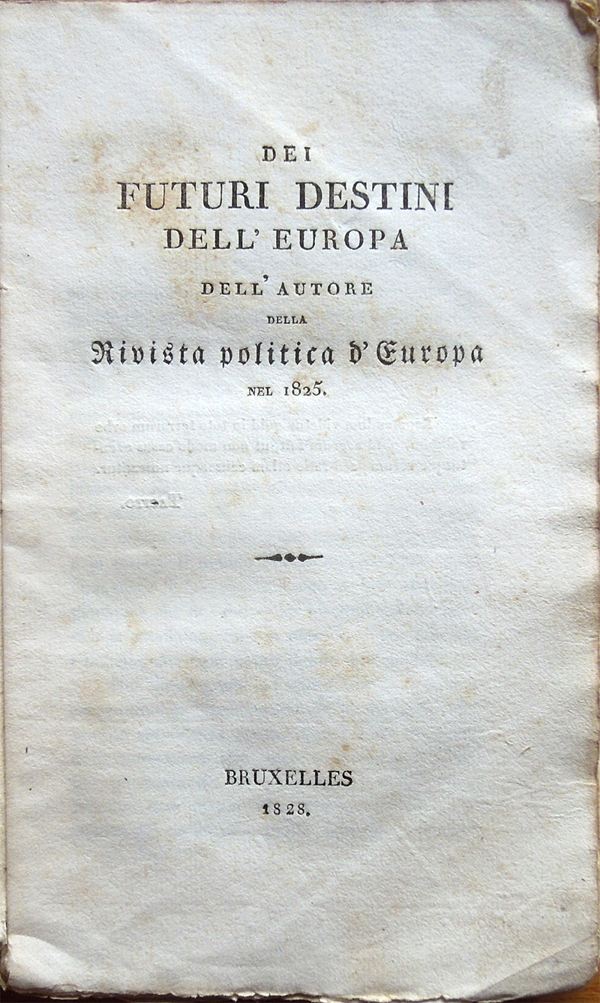 DEI
FUTURI DESTINI
DELL' EUROPA
DELL' AUTORE
DELLA
Rivista politica d'Europa
NEL 1825.
BRUXELLES
1828.